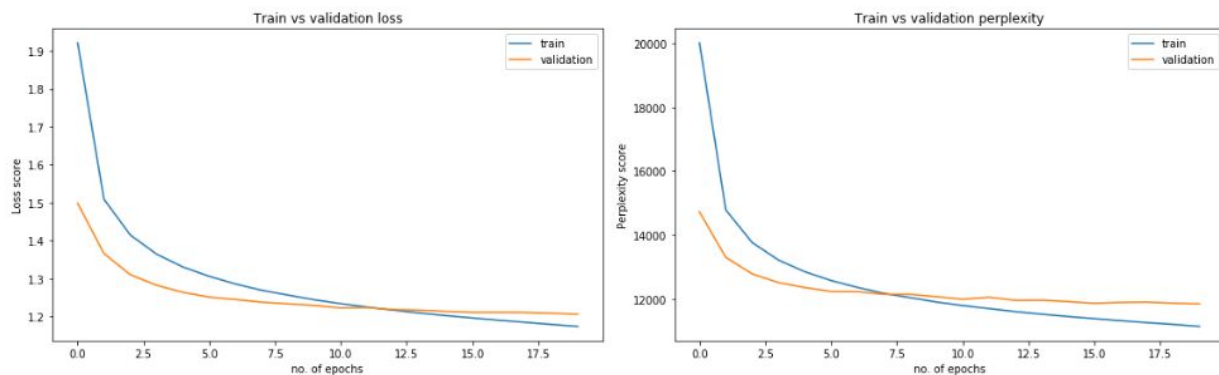 Train vs validation loss
train
validation
1.9
1.8
1.7
1.6
1.5
1.4
1.3
1.2
Loss score
0.0 2.5 5.0 7.5 10.0 12.5 15.0 17.5
no. of epochs
Train vs validation perplexity
train
validation
20000
18000
16000
14000
12000
Perplexity score
0.0 2.5 5.0 7.5 10.0 12.5 15.0 17.5
no. of epochs